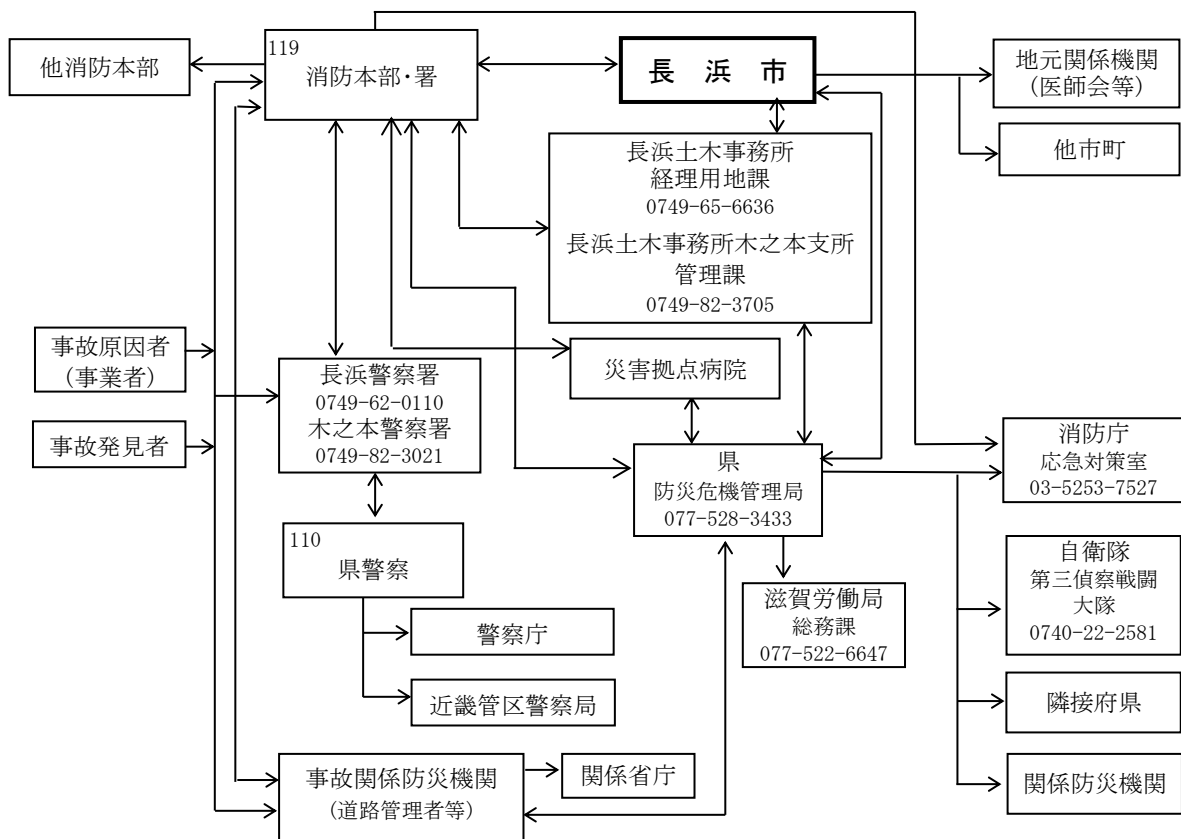 119
消防本部・署
他消防本部
長 浜 市
地元関係機関
(医師会等)
他市町
長浜土木事務所
経理用地課
0749-65-6636
長浜土木事務所木之本支所
管理課
0749-82-3705
事故原因者
(事業者)
事故発見者
長浜警察署
0749-62-0110
木之本警察署
0749-82-3021
災害拠点病院
県
防災危機管理局
077-528-3433
消防庁
応急対策室
03-5253-7527
110
県警察
警察庁
近畿管区警察局
滋賀労働局
総務課
077-522-6647
自衛隊
第三偵察戦闘
大隊
0740-22-2581
隣接府県
関係防災機関
事故関係防災機関
(道路管理者等)
関係省庁